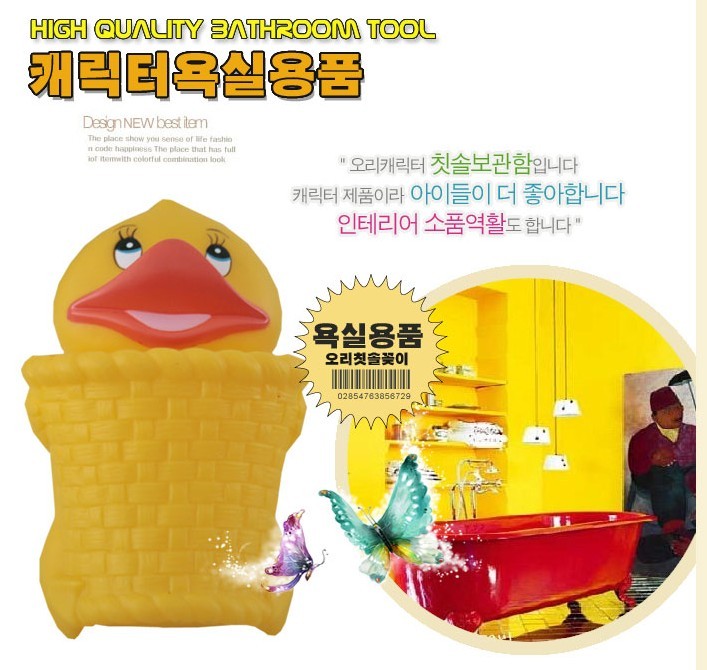 HIGH QUALITY BATHROOM TOOL
캐릭터욕실용품
Design NEW best item
The place show you sense of life fashio
n code happiness The place that has full
iof itemwith colorful combination look
" 오리캐릭터 칫솔보관함입니다
캐릭터 제품이라 아이들이 더 좋아합니다
인테리어 소품역활도 합니다 "
욕실용품
오리칫솔꽂이
02854763856729